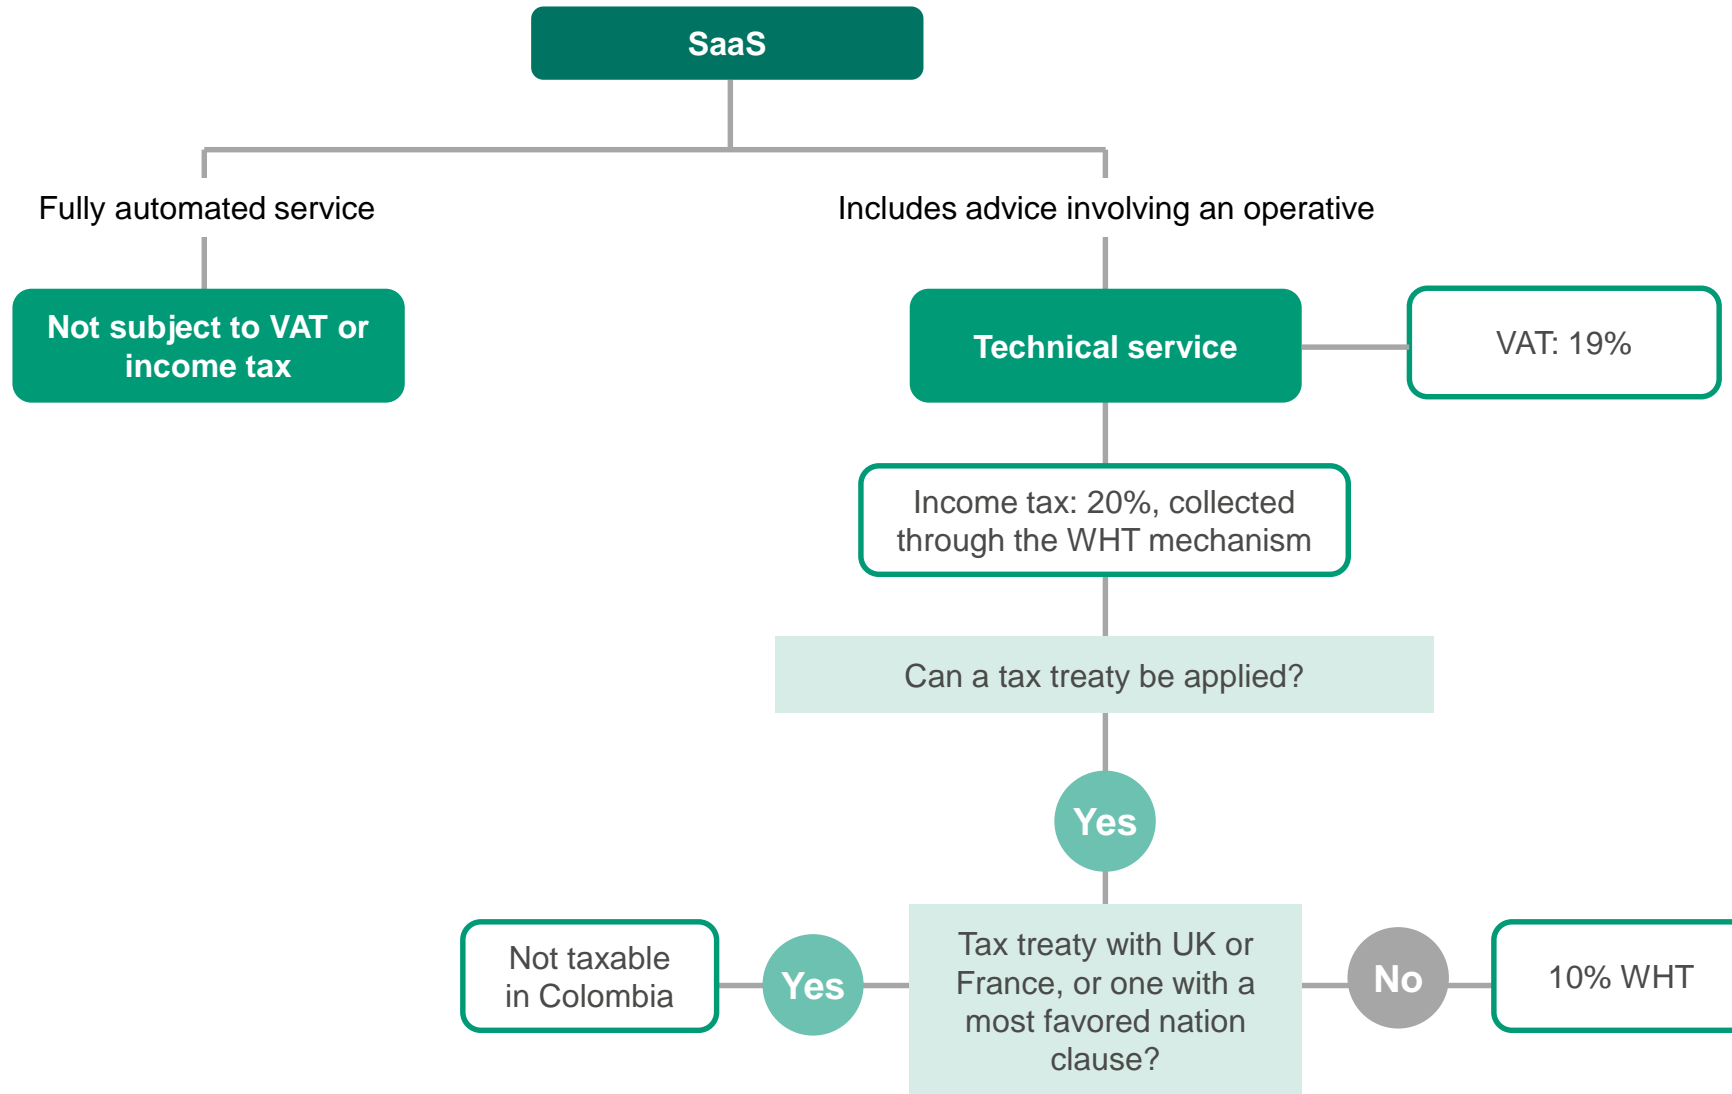 SaaS
Fully automated service
Includes advice involving an operative
Not subject to VAT or
income tax
Technical service
VAT: 19%
Income tax: 20%, collected
through the WHT mechanism
Can a tax treaty be applied?
Yes
Not taxable
in Colombia
Yes
Tax treaty with UK or
France, or one with a
most favored nation
clause?
No
10% WHT